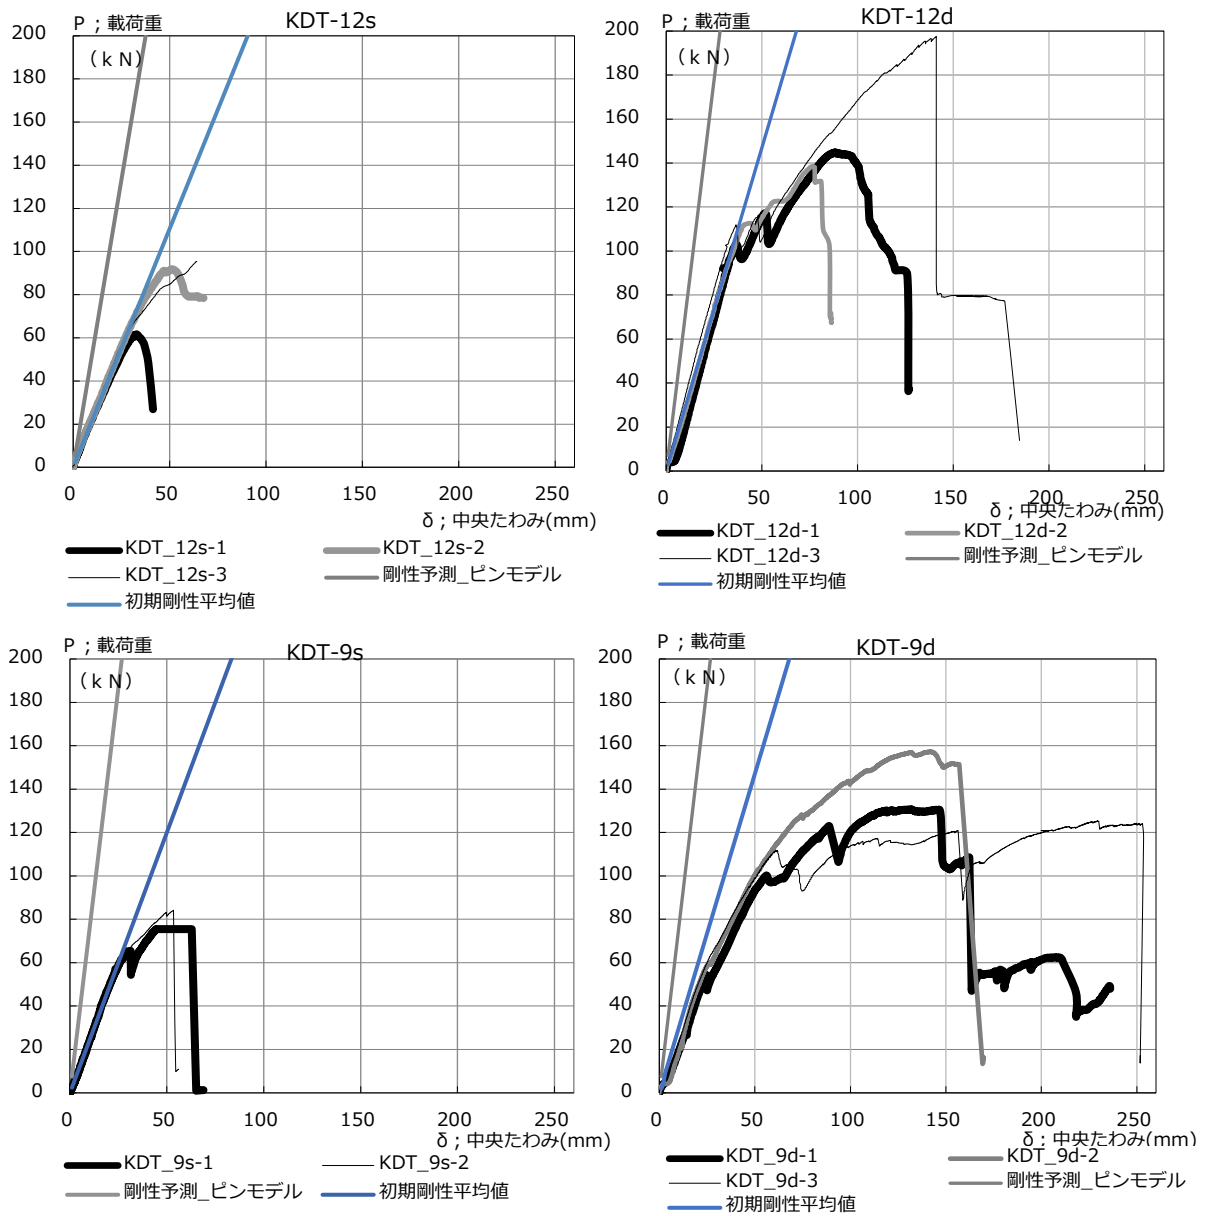 P；載荷重
KDT-12s
（ｋN）
200
180
160
140
120
100
80
60
40
20
0
0 50 100 150 200 250
δ；中央たわみ(mm)
KDT_12s-1 KDT_12s-2
KDT_12s-3 剛性予測_ピンモデル
初期剛性平均値
P；載荷重
KDT-12d
（ｋN）
200
180
160
140
120
100
80
60
40
20
0
0 50 100 150 200 250
δ；中央たわみ(mm)
KDT_12d-1 KDT_12d-2
KDT_12d-3 剛性予測_ピンモデル
初期剛性平均値
P；載荷重
KDT-9s
（ｋN）
200
180
160
140
120
100
80
60
40
20
0
0 50 100 150 200 250
δ；中央たわみ(mm)
KDT_9s-1 KDT_9s-2
剛性予測_ピンモデル 初期剛性平均値
P；載荷重
KDT-9d
（ｋN）
200
180
160
140
120
100
80
60
40
20
0
0 50 100 150 200 250
δ；中央たわみ(mm)
KDT_9d-1 KDT_9d-2
KDT_9d-3 剛性予測_ピンモデル
初期剛性平均値